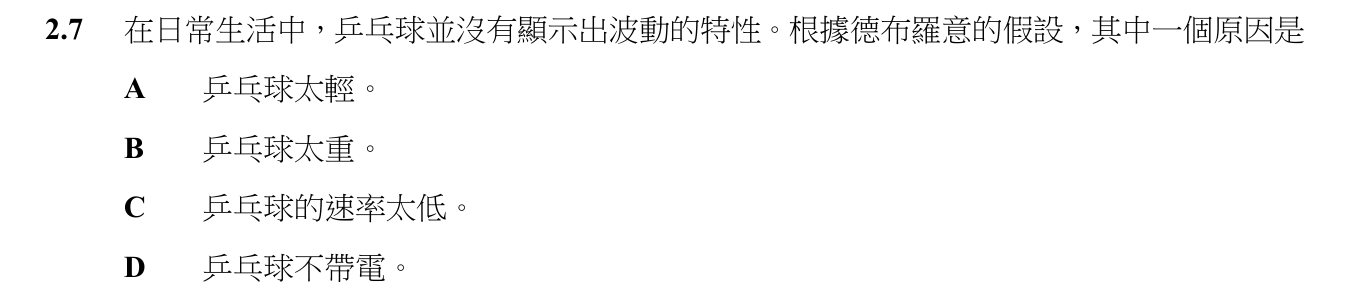 2.7 在日常生活中，乒乓球並沒有顯示出波動的特性。根據德布羅意的假設，其中一個原因是
A 乒乓球太輕。
B 乒乓球太重。
C 乒乓球的速率太低。
D 乒乓球不帶電。